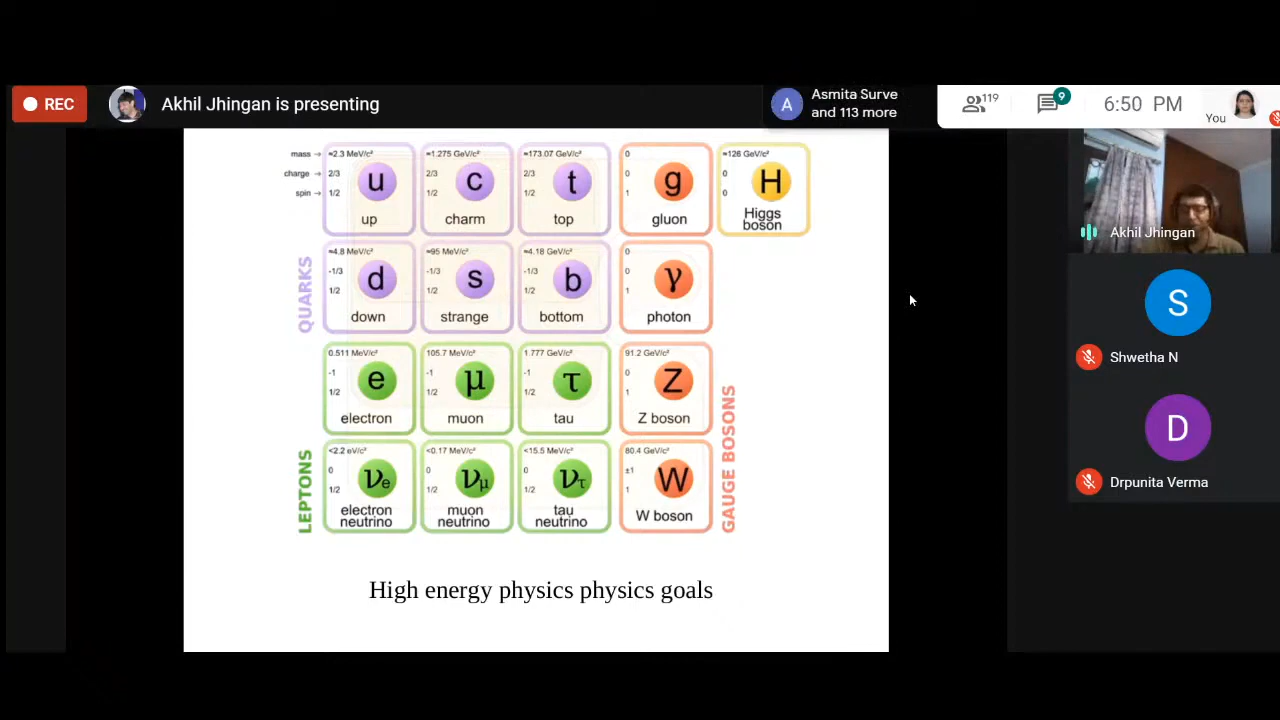 REC
Akhil Jhingan is presenting
A
Asmita Surve
and 113 more
119
9
6:50 PM
You
mass → ≈2.3 MeV/c² ≈1.275 GeV/c² ≈173.07 GeV/c² 0 ≈126 GeV/c²
charge → 2/3 2/3 2/3 0 0
spin → 1/2 1/2 1/2 1 0
u c t g H
up charm top gluon Higgs
boson
QUARKS
≈4.8 MeV/c² ≈95 MeV/c² ≈4.18 GeV/c² 0
-1/3 -1/3 -1/3 0
1/2 1/2 1/2 1
d s b γ
down strange bottom photon
0.511 MeV/c² 105.7 MeV/c² 1.777 GeV/c² 91.2 GeV/c²
-1 -1 -1 0
1/2 1/2 1/2 1
e μ τ Z
electron muon tau Z boson
LEPTONS
<2.2 eV/c² <0.17 MeV/c² <15.5 MeV/c² 80.4 GeV/c²
0 0 0 ±1
1/2 1/2 1/2 1
νe νμ ντ W
electron muon tau W boson
neutrino neutrino neutrino
GAUGE BOSONS
High energy physics physics goals
Akhil Jhingan
S
Shwetha N
D
Drpunita Verma